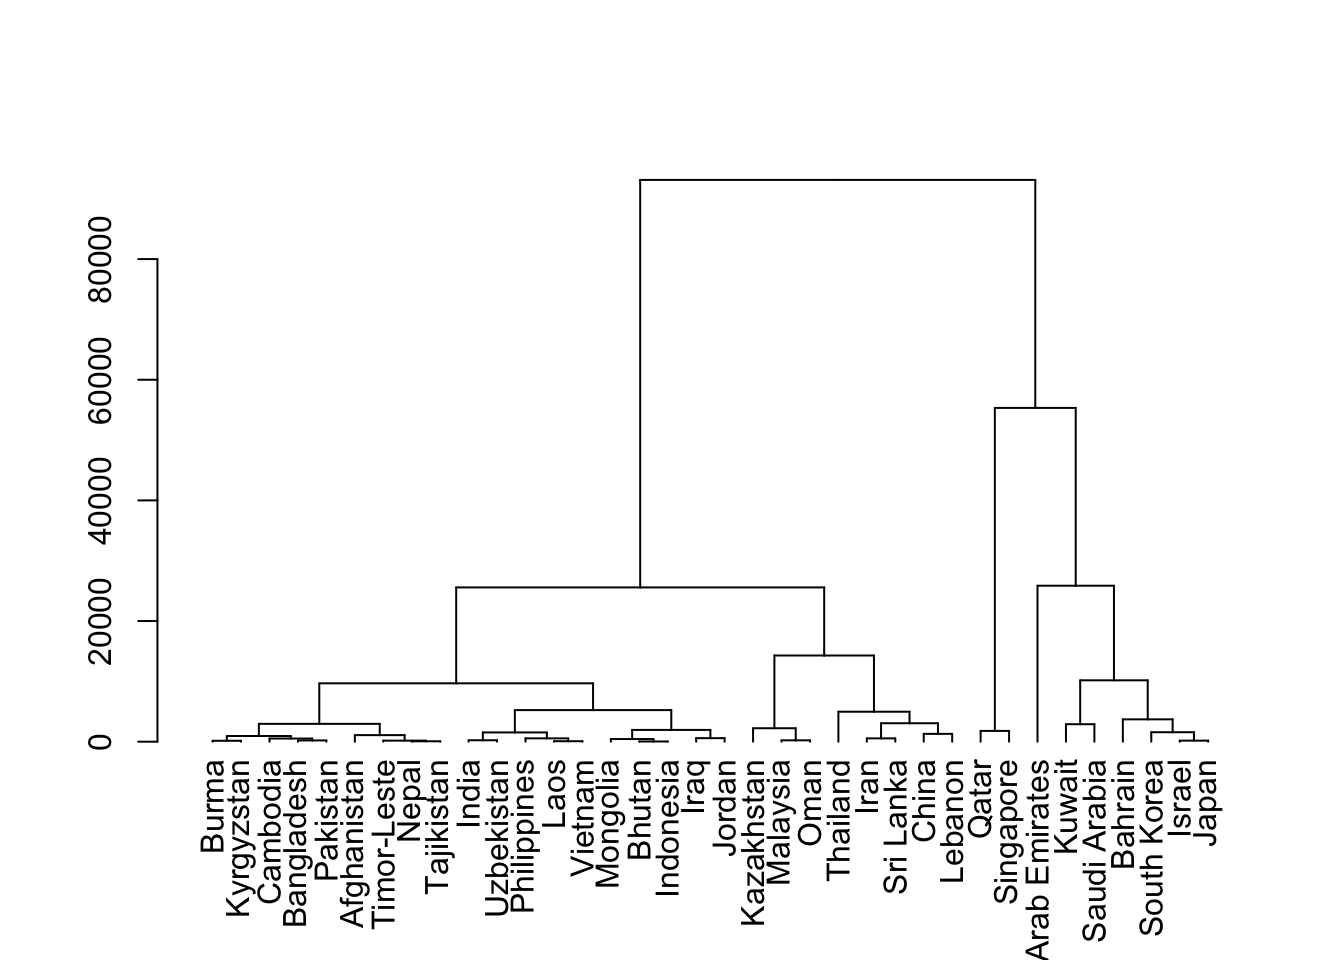 80000
60000
40000
20000
0
Burma
Kyrgyzstan
Cambodia
Bangladesh
Pakistan
Afghanistan
Timor-Leste
Nepal
Tajikistan
India
Uzbekistan
Philippines
Laos
Vietnam
Mongolia
Bhutan
Indonesia
Iraq
Jordan
Kazakhstan
Malaysia
Oman
Thailand
Iran
Sri Lanka
China
Lebanon
Qatar
Singapore
Arab Emirates
Kuwait
Saudi Arabia
Bahrain
South Korea
Israel
Japan